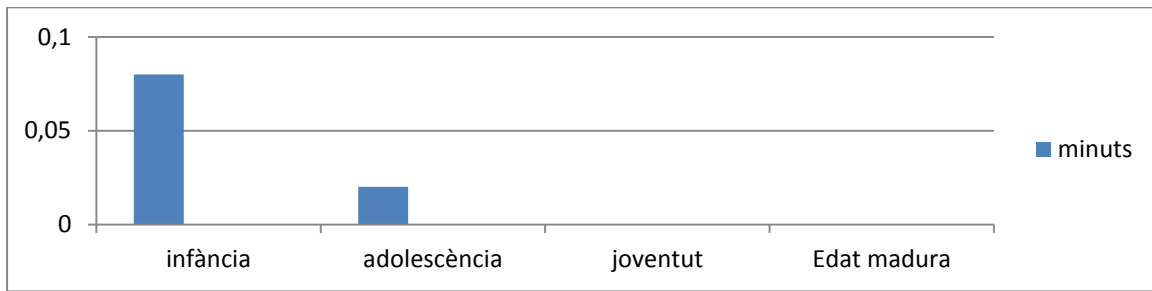 0,1
0,05
0
infància
adolescència
joventut
Edat madura
minuts